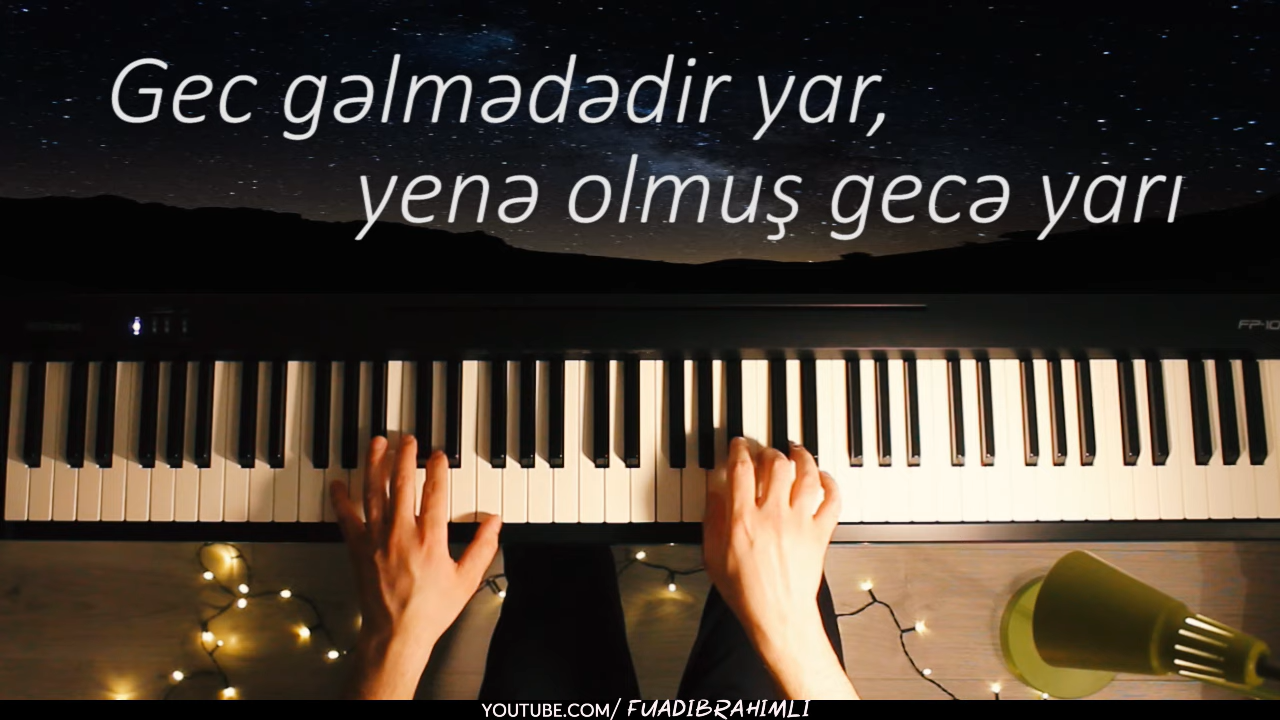 Gec gəlmədədir yar,
yenə olmuş gecə yarı
YOUTUBE.COM/ FUADIBRAHIMLI